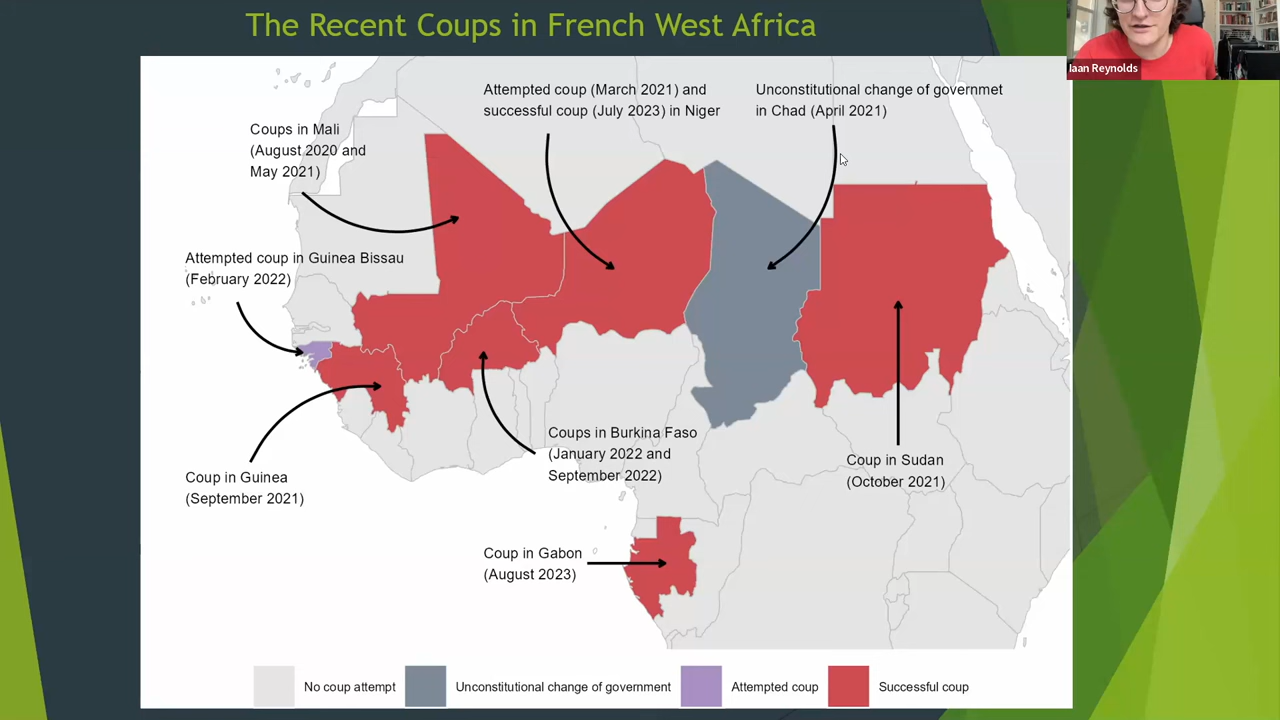 The Recent Coups in French West Africa
Iaan Reynolds
Attempted coup (March 2021) and
successful coup (July 2023) in Niger
Unconstitutional change of governmet
in Chad (April 2021)
Coups in Mali
(August 2020 and
May 2021)
Attempted coup in Guinea Bissau
(February 2022)
Coup in Guinea
(September 2021)
Coups in Burkina Faso
(January 2022 and
September 2022)
Coup in Sudan
(October 2021)
Coup in Gabon
(August 2023)
No coup attempt
Unconstitutional change of government
Attempted coup
Successful coup